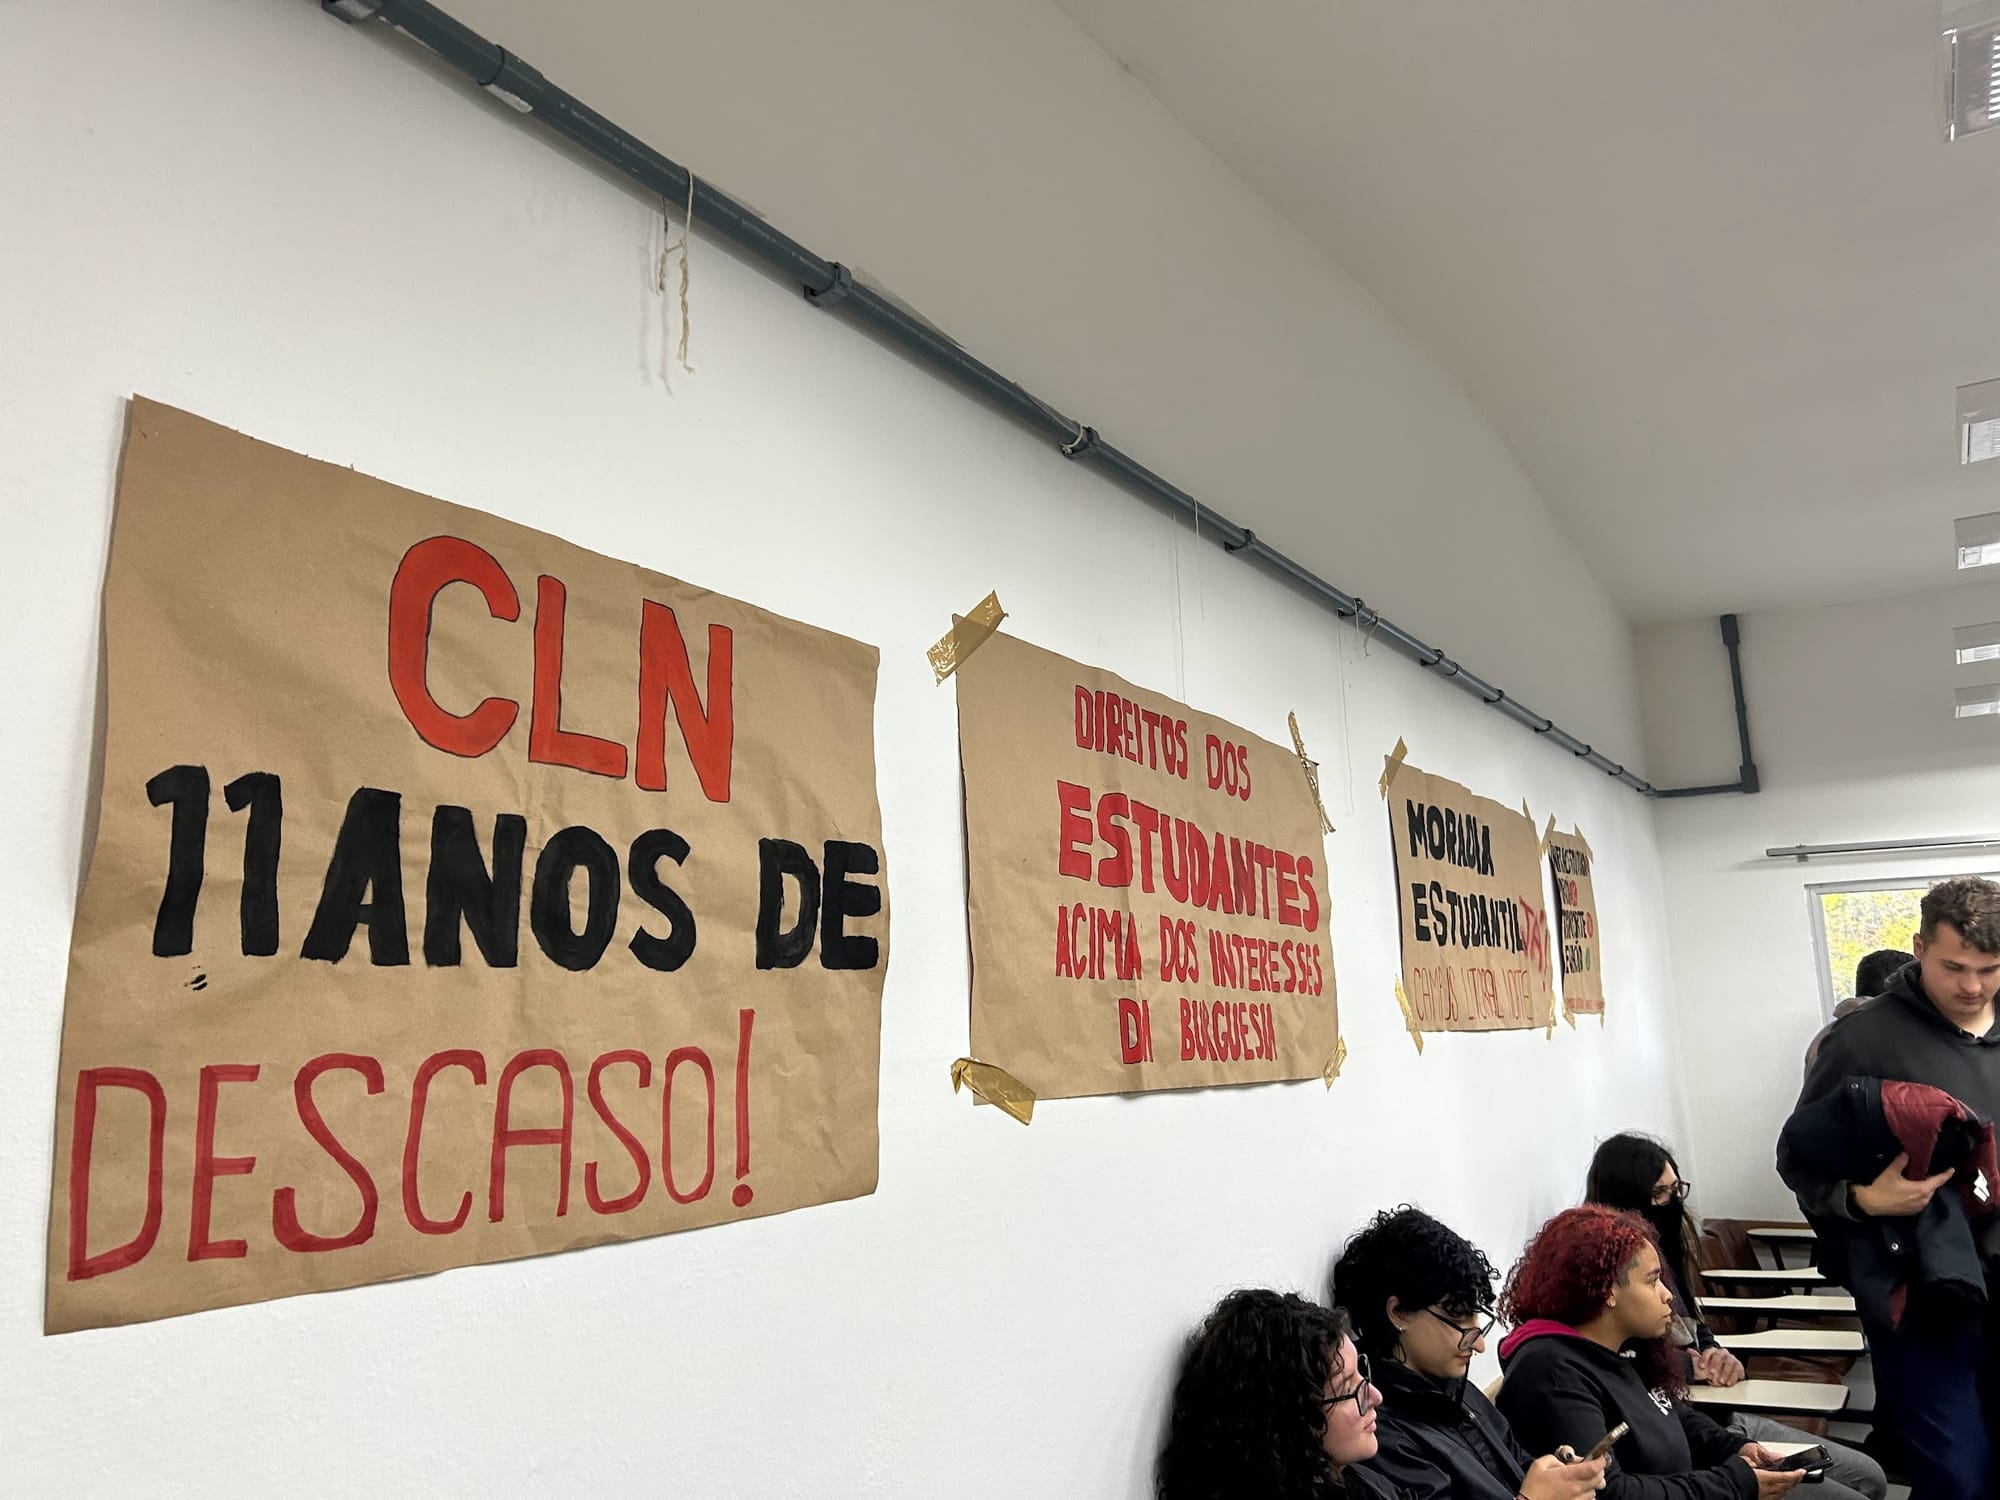 CLN
11 ANOS DE
DESCASO!
DIREITOS DOS
ESTUDANTES
ACIMA DOS INTERESSES
DA BURGUESIA
MORADIA
ESTUDANTIL JÁ!
CAMPUS LITORAL NORTE